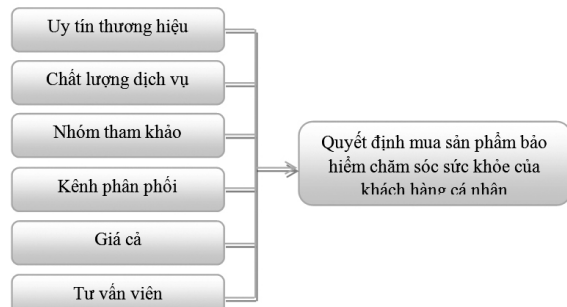 Uy tín thương hiệu
Chất lượng dịch vụ
Nhóm tham khảo
Kênh phân phối
Giá cả
Tư vấn viên
Quyết định mua sản phẩm bảo
hiểm chăm sóc sức khỏe của
khách hàng cá nhân